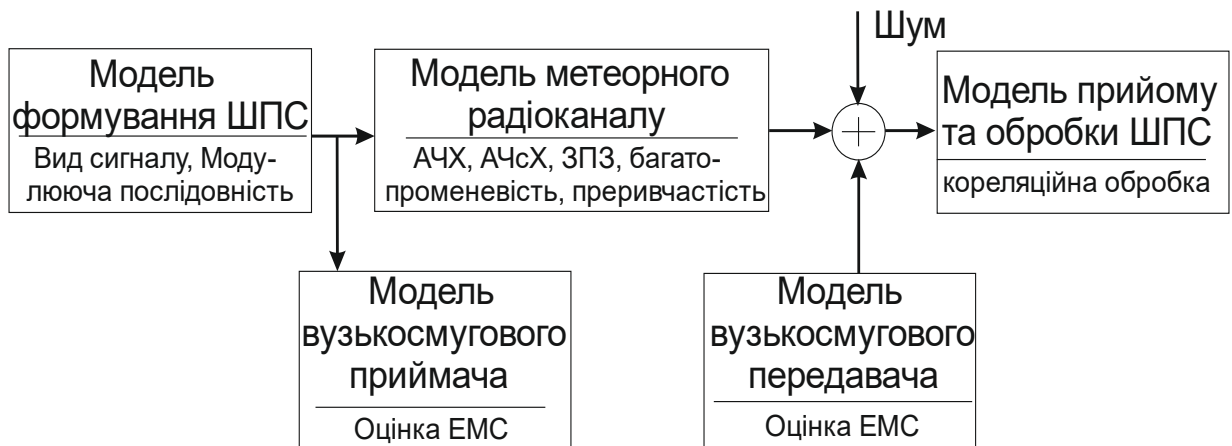 Шум
Модель
формування ШПС
Вид сигналу, Моду-
лююча послідовність
Модель метеорного
радіоканалу
АЧХ, АЧсХ, ЗПЗ, багато-
променевість, преривчастість
Модель прийому
та обробки ШПС
кореляційна обробка
Модель
вузькосмугового
приймача
Оцінка ЕМС
Модель
вузькосмугового
передавача
Оцінка ЕМС